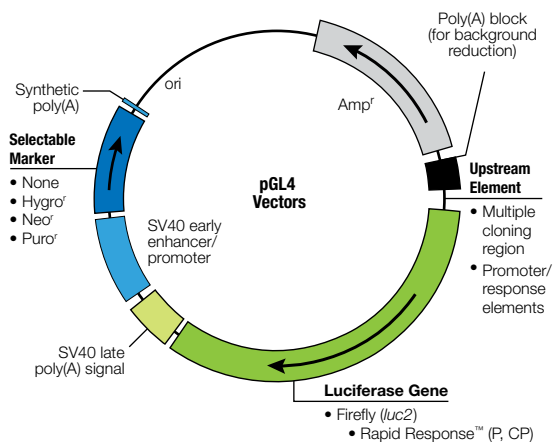 Poly(A) block
(for background
reduction)
Synthetic
poly(A)
ori
Ampʳ
Selectable
Marker
• None
• Hygroʳ
• Neoʳ
• Puroʳ
pGL4
Vectors
Upstream
Element
• Multiple
cloning
region
• Promoter/
response
elements
SV40 early
enhancer/
promoter
SV40 late
poly(A) signal
Luciferase Gene
• Firefly (luc2)
• Rapid Response™ (P, CP)